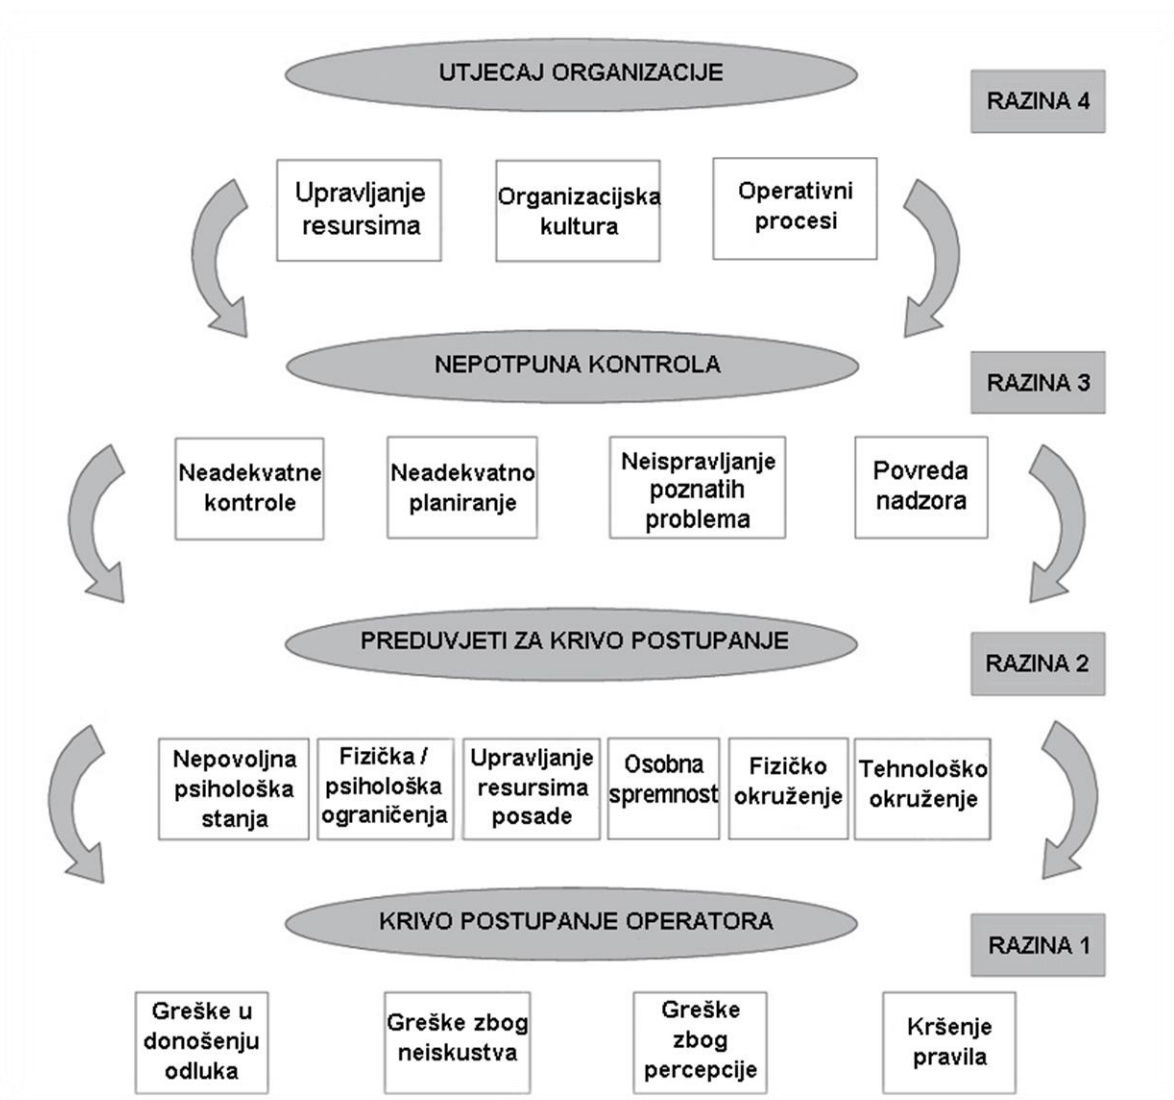 UTJECAJ ORGANIZACIJE
RAZINA 4
Upravljanje
resursima
Organizacijska
kultura
Operativni
procesi
NEPOTPUNA KONTROLA
RAZINA 3
Neadekvatne
kontrole
Neadekvatno
planiranje
Neispravljanje
poznatih
problema
Povreda
nadzora
PREDUVJETI ZA KRIVO POSTUPANJE
RAZINA 2
Nepovoljna
psihološka
stanja
Fizička /
psihološka
ograničenja
Upravljanje
resursima
posade
Osobna
spremnost
Fizičko
okruženje
Tehnološko
okruženje
KRIVO POSTUPANJE OPERATORA
RAZINA 1
Greške u
donošenju
odluka
Greške zbog
neiskustva
Greške
zbog
percepcije
Kršenje
pravila